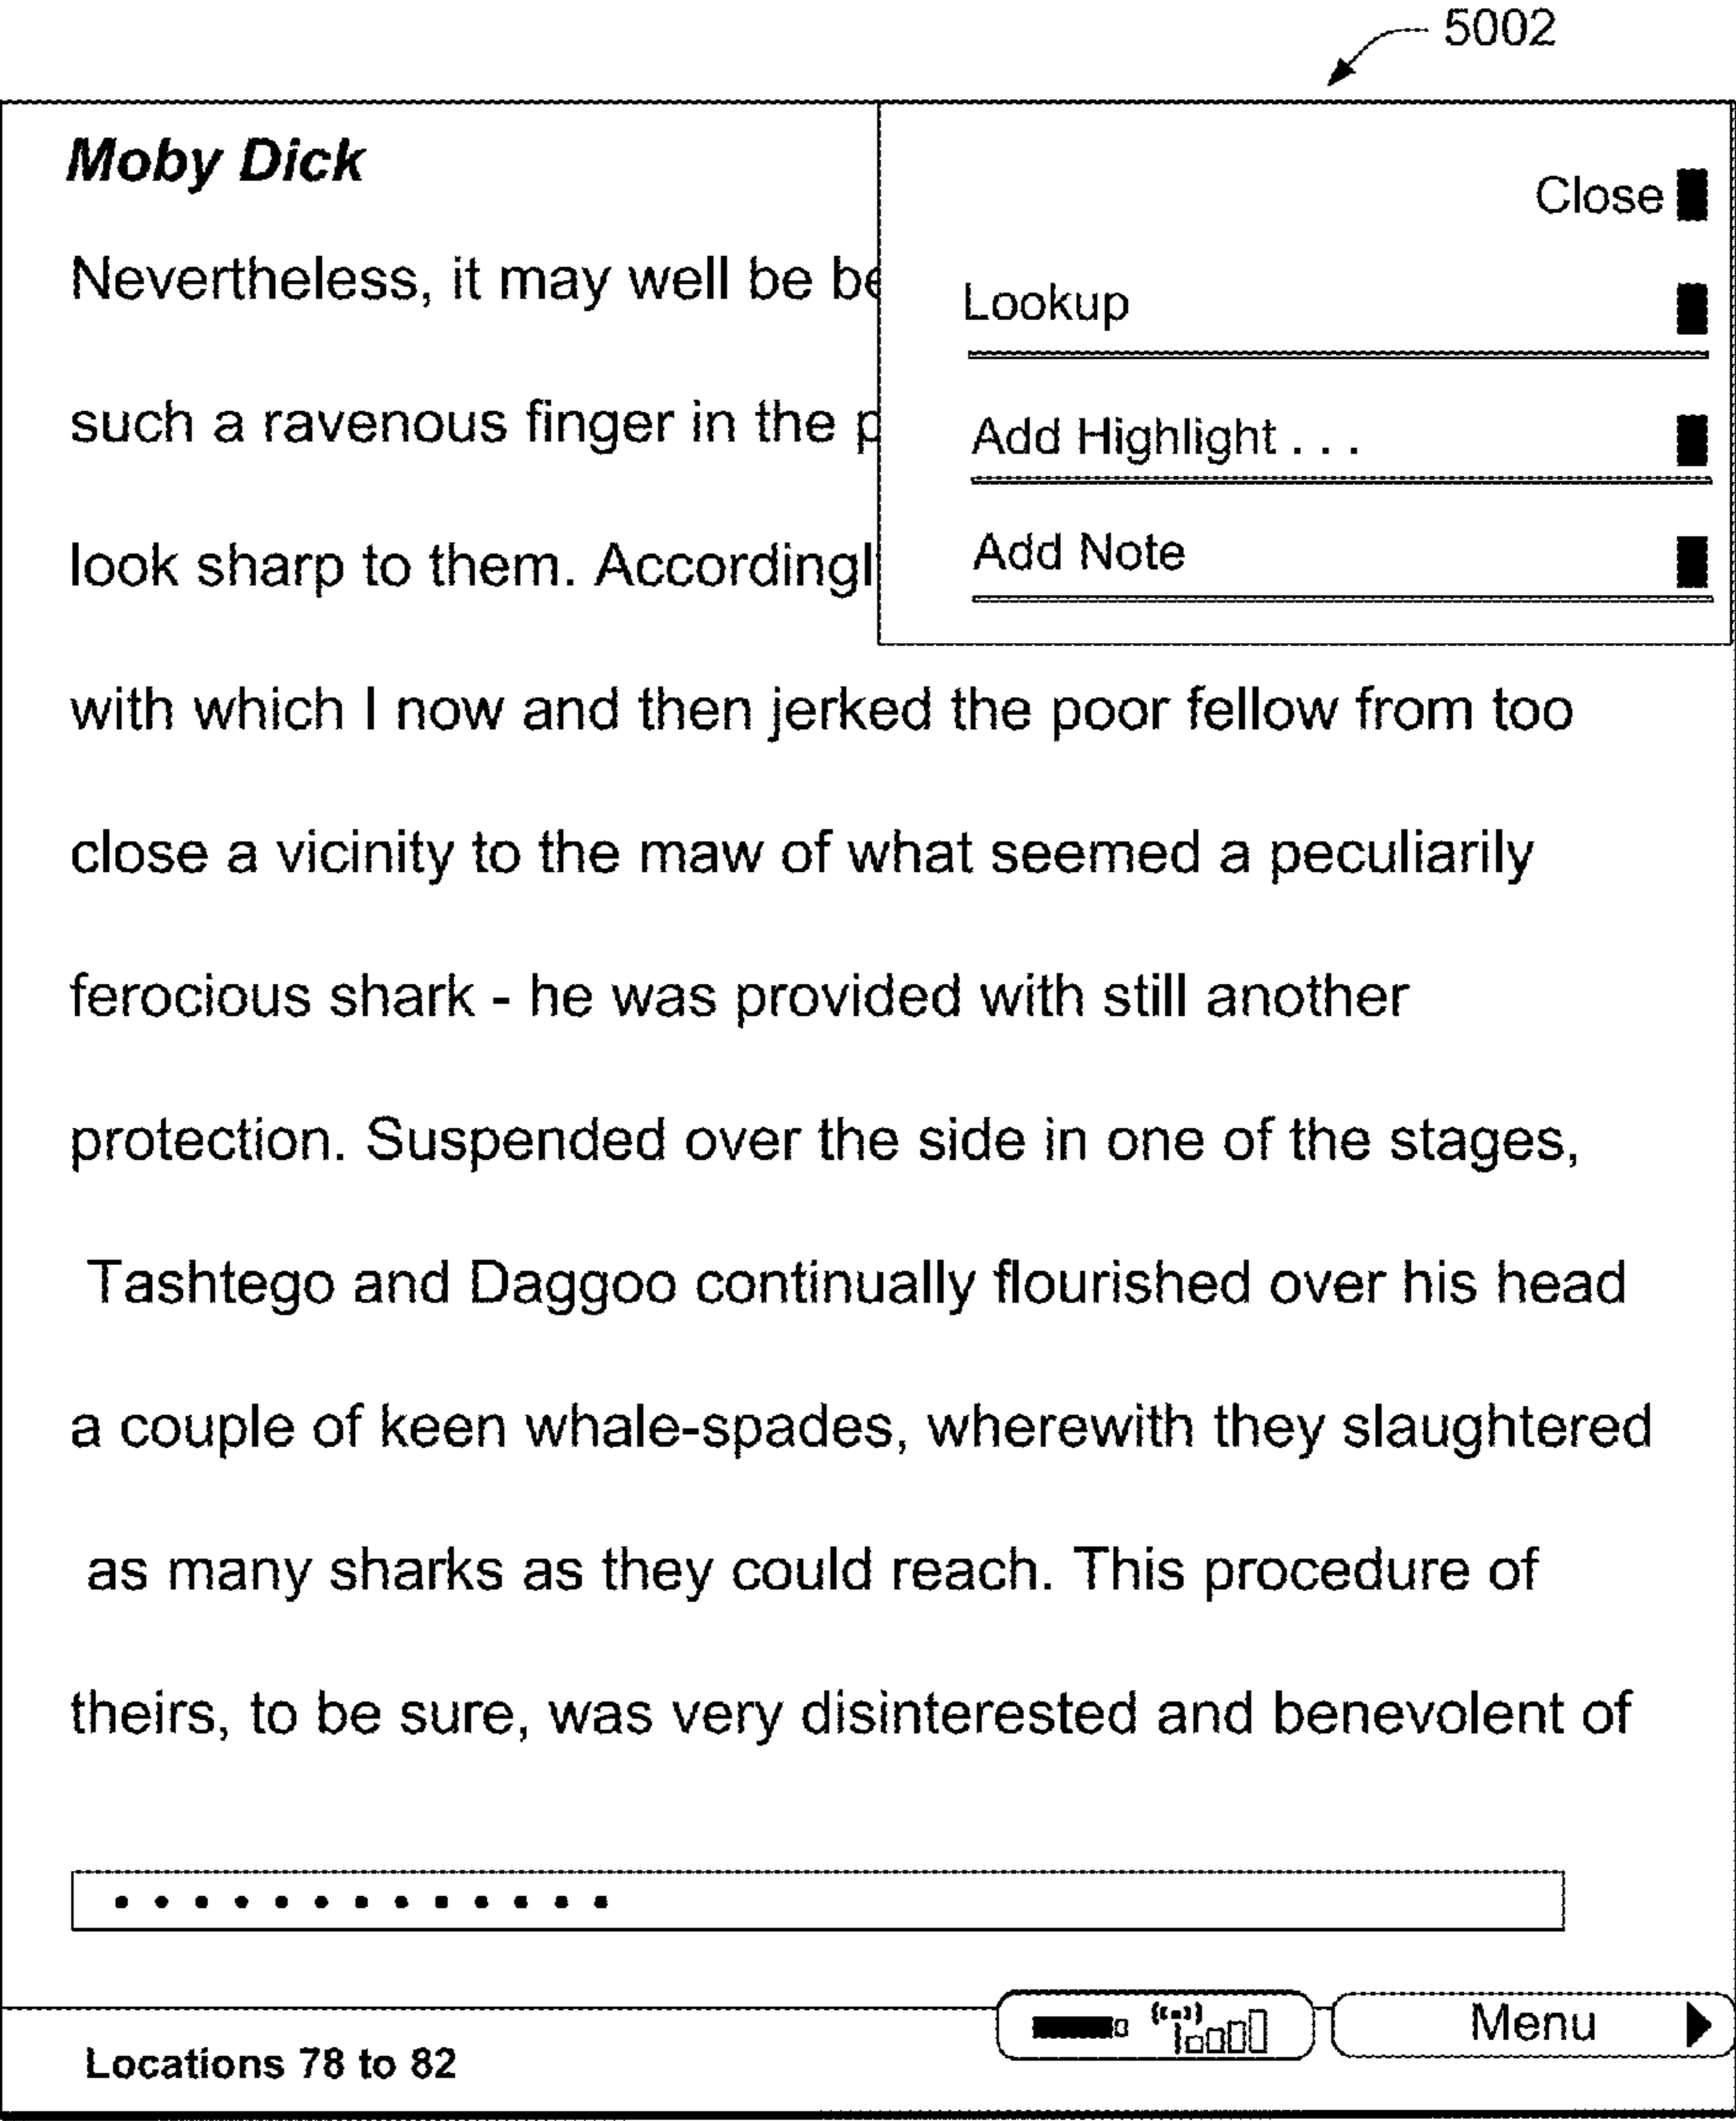 5002
Moby Dick
Close
Nevertheless, it may well be be
Lookup
such a ravenous finger in the p
Add Highlight . . .
look sharp to them. Accordingl
Add Note
with which I now and then jerked the poor fellow from too
close a vicinity to the maw of what seemed a peculiarily
ferocious shark - he was provided with still another
protection. Suspended over the side in one of the stages,
Tashtego and Daggoo continually flourished over his head
a couple of keen whale-spades, wherewith they slaughtered
as many sharks as they could reach. This procedure of
theirs, to be sure, was very disinterested and benevolent of
Menu
Locations 78 to 82